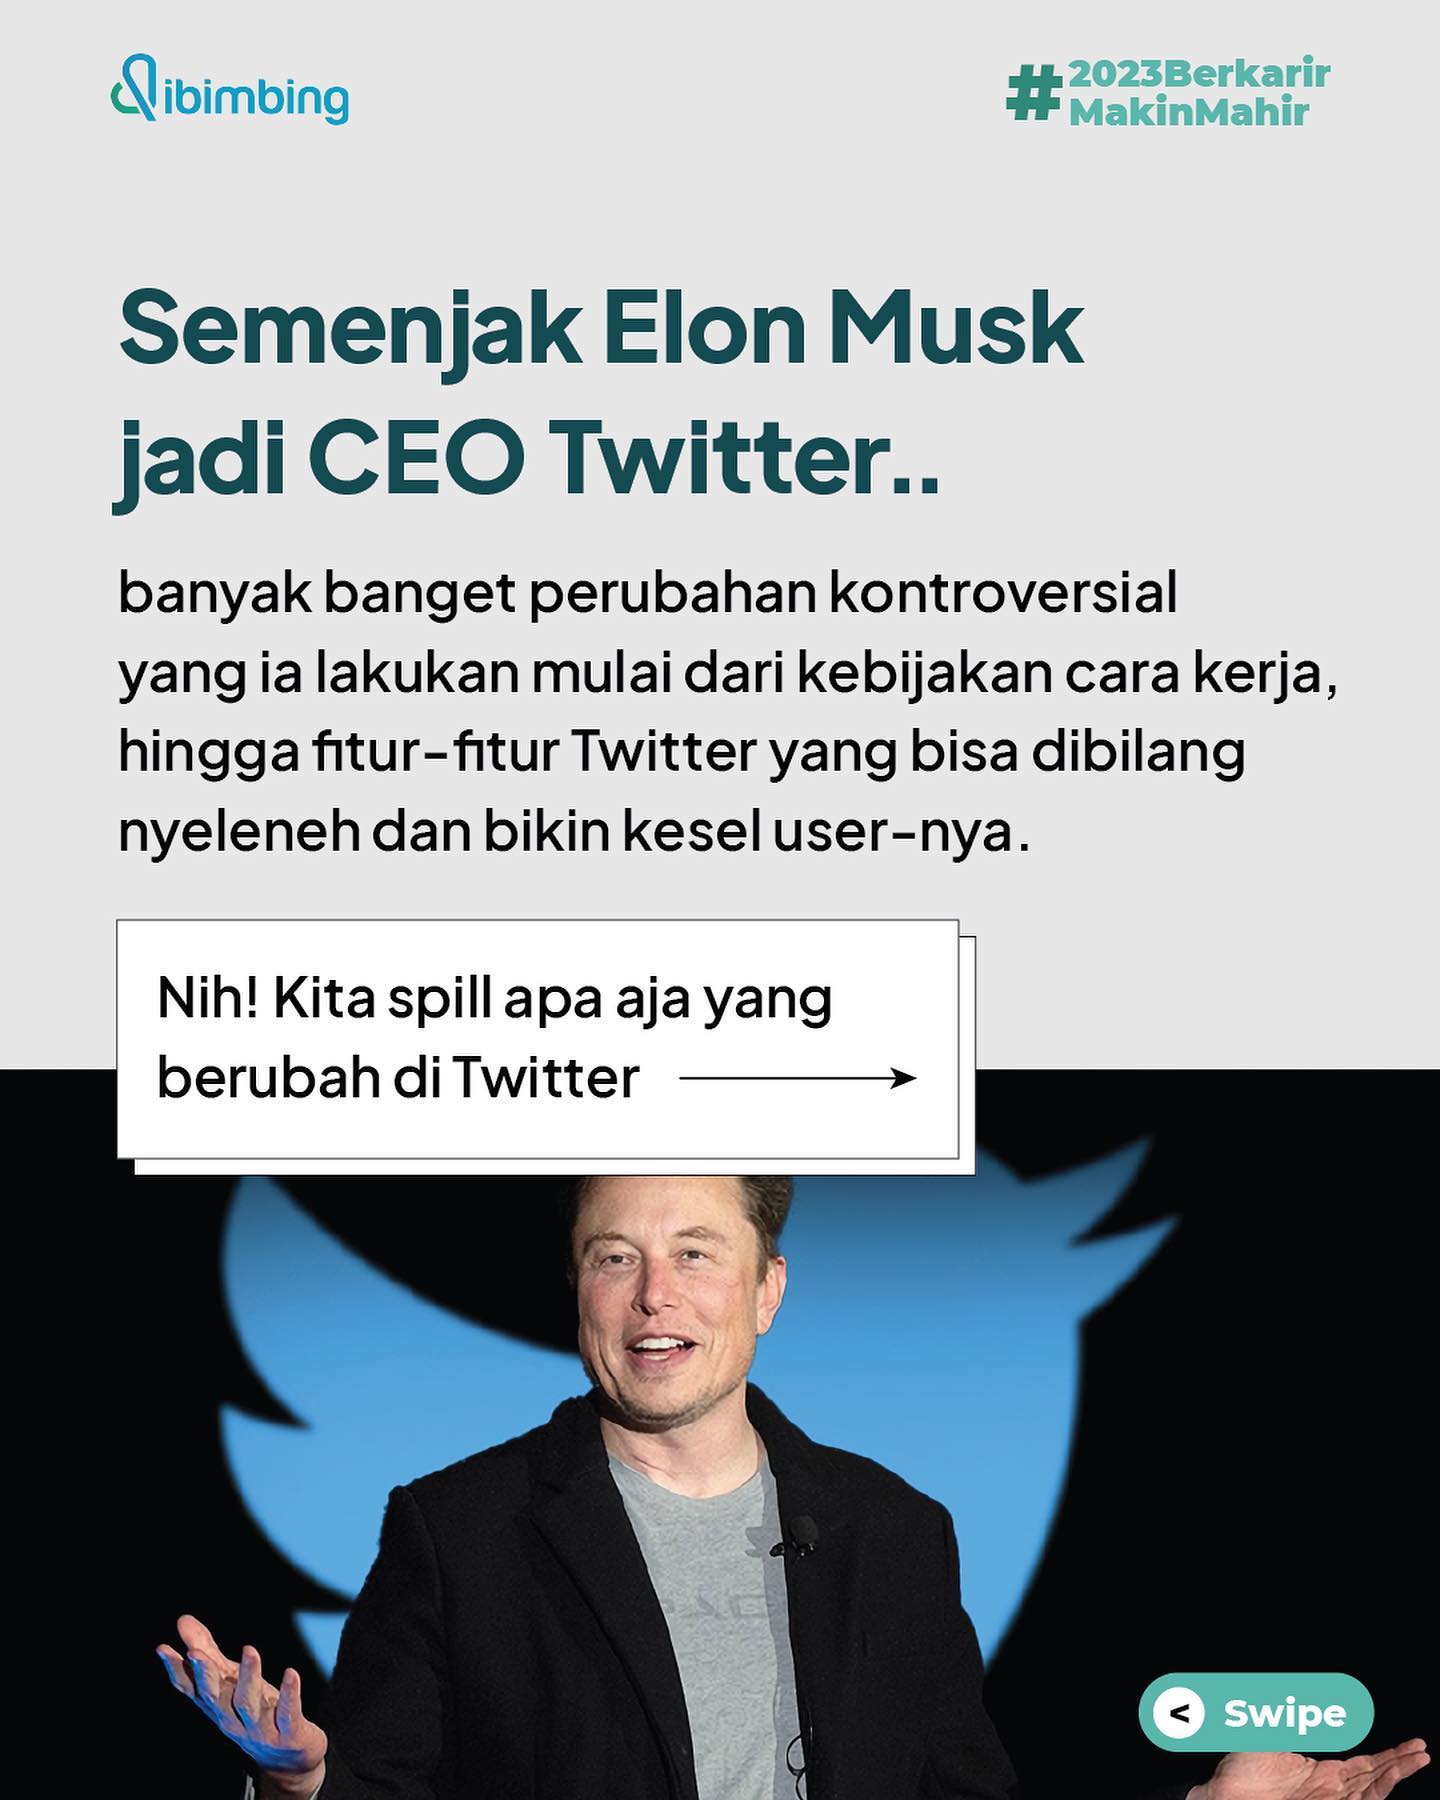 dibimbing
#2023Berkarir
MakinMahir
Semenjak Elon Musk
jadi CEO Twitter..
banyak banget perubahan kontroversial
yang ia lakukan mulai dari kebijakan cara kerja,
hingga fitur-fitur Twitter yang bisa dibilang
nyeleneh dan bikin kesel user-nya.
Nih! Kita spill apa aja yang
berubah di Twitter
< Swipe